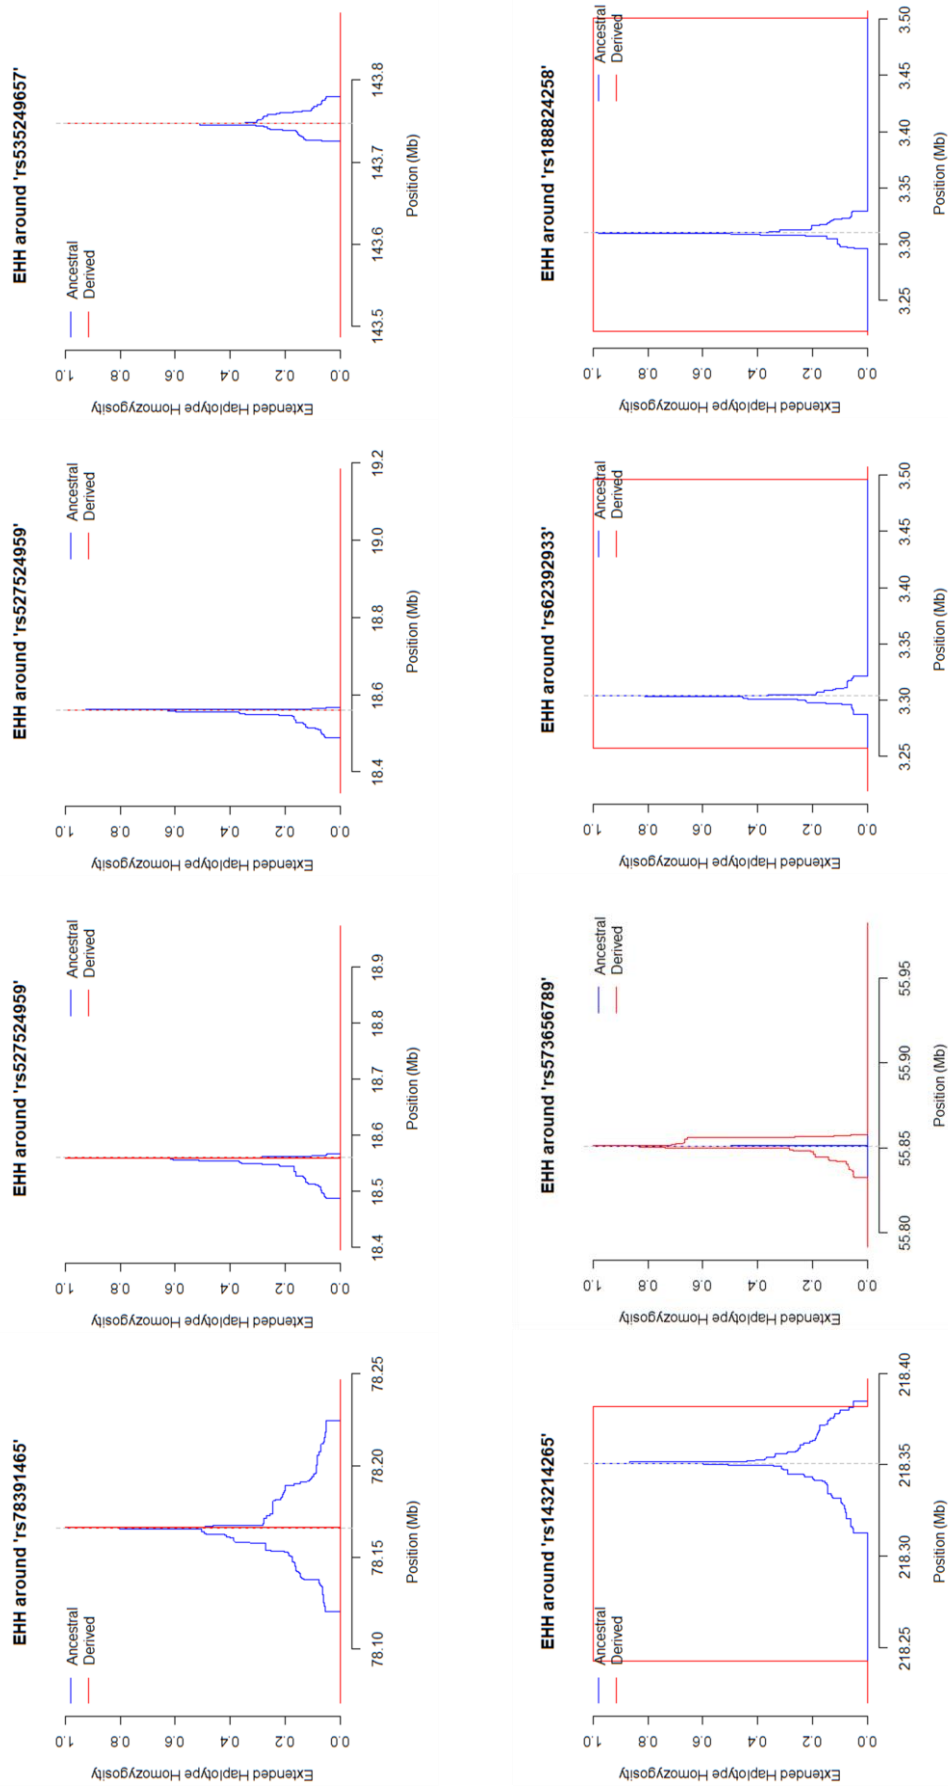 EHH around 'rs78391465'
Ancestral
Derived
Extended Haplotype Homozygosity
1.0
0.8
0.6
0.4
0.2
0.0
78.10 78.15 78.20 78.25
Position (Mb)
EHH around 'rs527524959'
Ancestral
Derived
Extended Haplotype Homozygosity
1.0
0.8
0.6
0.4
0.2
0.0
18.4 18.5 18.6 18.7 18.8 18.9
Position (Mb)
EHH around 'rs527524959'
Ancestral
Derived
Extended Haplotype Homozygosity
1.0
0.8
0.6
0.4
0.2
0.0
18.4 18.6 18.8 19.0 19.2
Position (Mb)
EHH around 'rs535249657'
Ancestral
Derived
Extended Haplotype Homozygosity
1.0
0.8
0.6
0.4
0.2
0.0
143.5 143.6 143.7 143.8
Position (Mb)
EHH around 'rs143214265'
Ancestral
Derived
Extended Haplotype Homozygosity
1.0
0.8
0.6
0.4
0.2
0.0
218.25 218.30 218.35 218.40
Position (Mb)
EHH around 'rs573656789'
Ancestral
Derived
Extended Haplotype Homozygosity
1.0
0.8
0.6
0.4
0.2
0.0
55.80 55.85 55.90 55.95
Position (Mb)
EHH around 'rs62392933'
Ancestral
Derived
Extended Haplotype Homozygosity
1.0
0.8
0.6
0.4
0.2
0.0
3.25 3.30 3.35 3.40 3.45 3.50
Position (Mb)
EHH around 'rs188824258'
Ancestral
Derived
Extended Haplotype Homozygosity
1.0
0.8
0.6
0.4
0.2
0.0
3.25 3.30 3.35 3.40 3.45 3.50
Position (Mb)